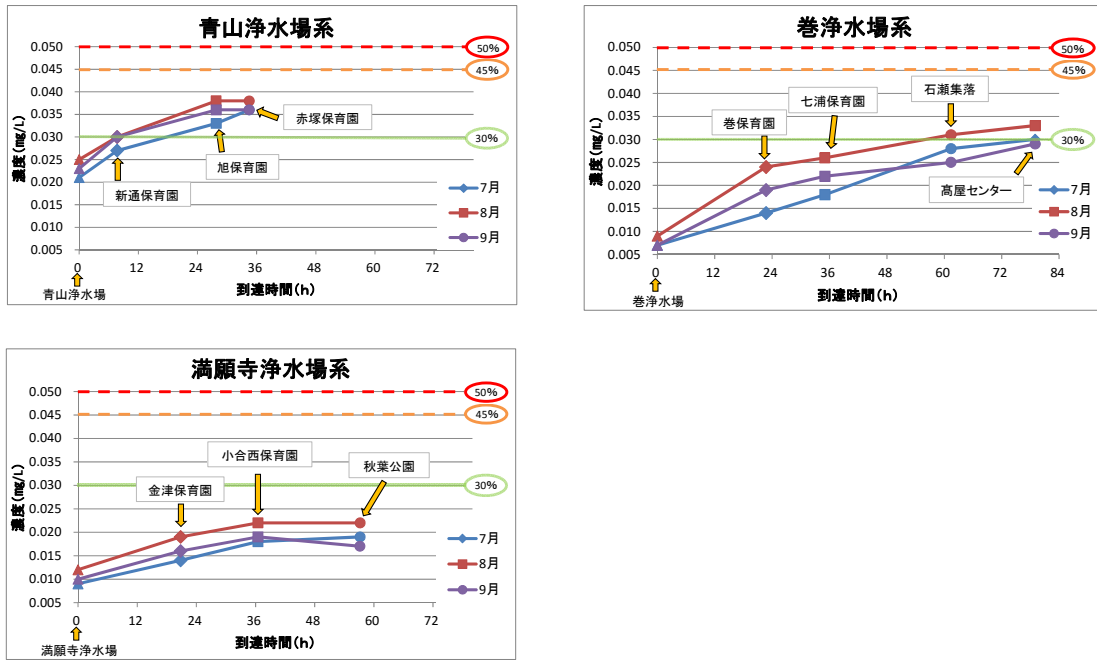 青山浄水場系
濃度(mg/L)
0.050
0.045
0.040
0.035
0.030
0.025
0.020
0.015
0.010
0.005
50%
45%
30%
赤塚保育園
旭保育園
新通保育園
7月
8月
9月
0 12 24 36 48 60 72
青山浄水場
到達時間(h)
巻浄水場系
濃度(mg/L)
0.050
0.045
0.040
0.035
0.030
0.025
0.020
0.015
0.010
0.005
50%
45%
30%
石瀬集落
七浦保育園
巻保育園
髙屋センター
7月
8月
9月
0 12 24 36 48 60 72 84
巻浄水場
到達時間(h)
満願寺浄水場系
濃度(mg/L)
0.050
0.045
0.040
0.035
0.030
0.025
0.020
0.015
0.010
0.005
50%
45%
30%
小合西保育園
秋葉公園
金津保育園
7月
8月
9月
0 12 24 36 48 60 72
満願寺浄水場
到達時間(h)